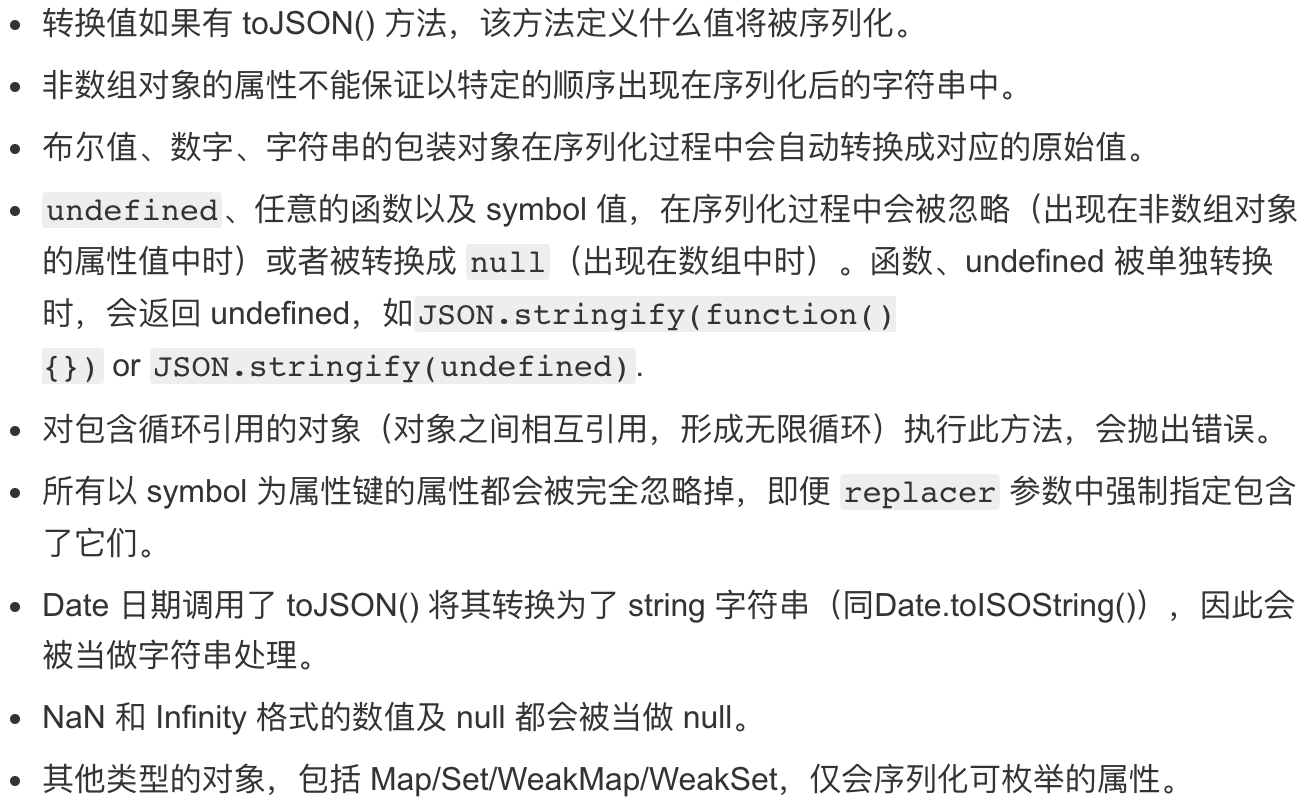 转换值如果有 toJSON() 方法，该方法定义什么值将被序列化。
非数组对象的属性不能保证以特定的顺序出现在序列化后的字符串中。
布尔值、数字、字符串的包装对象在序列化过程中会自动转换成对应的原始值。
undefined、任意的函数以及 symbol 值，在序列化过程中会被忽略（出现在非数组对象
的属性值中时）或者被转换成 null（出现在数组中时）。函数、undefined 被单独转换
时，会返回 undefined，如JSON.stringify(function()
{}) or JSON.stringify(undefined).
对包含循环引用的对象（对象之间相互引用，形成无限循环）执行此方法，会抛出错误。
所有以 symbol 为属性键的属性都会被完全忽略掉，即便 replacer 参数中强制指定包含
了它们。
Date 日期调用了 toJSON() 将其转换为了 string 字符串（同Date.toISOString()），因此会
被当做字符串处理。
NaN 和 Infinity 格式的数值及 null 都会被当做 null。
其他类型的对象，包括 Map/Set/WeakMap/WeakSet，仅会序列化可枚举的属性。